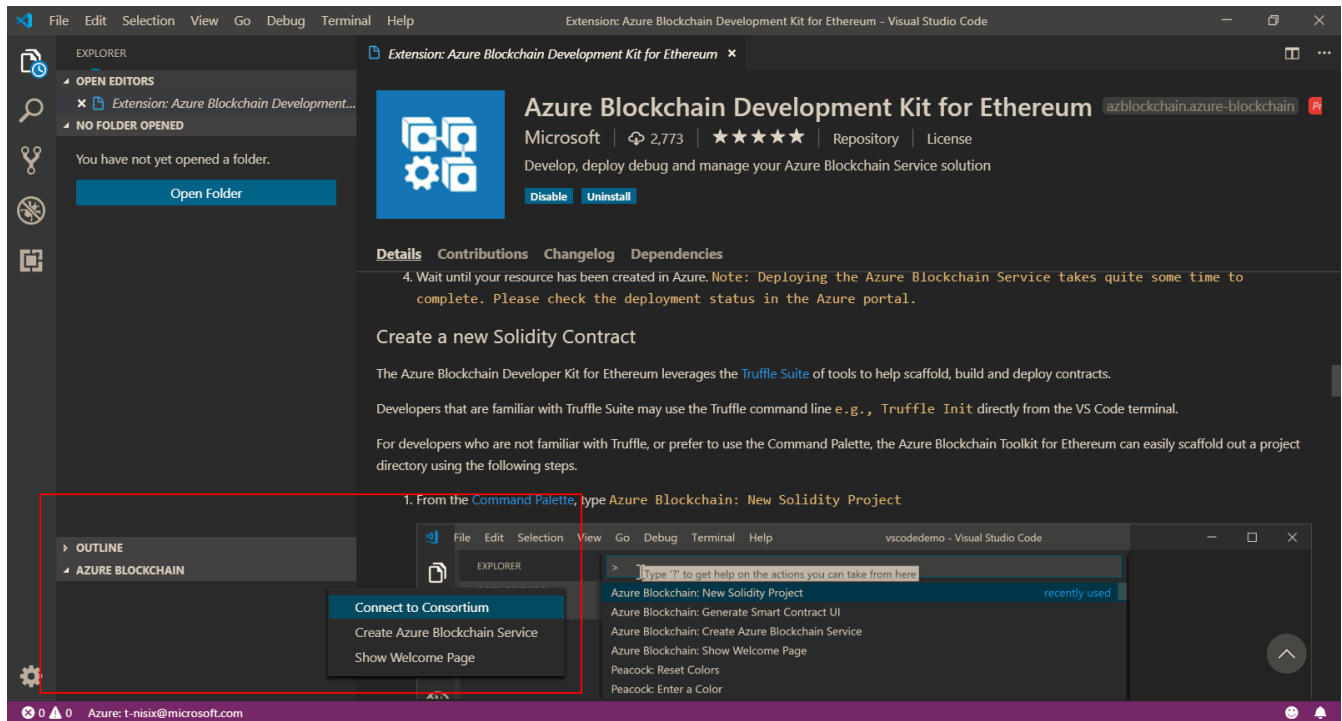 File Edit Selection View Go Debug Terminal Help
Extension: Azure Blockchain Development Kit for Ethereum - Visual Studio Code
EXPLORER
OPEN EDITORS
Extension: Azure Blockchain Development...
NO FOLDER OPENED
You have not yet opened a folder.
Open Folder
OUTLINE
AZURE BLOCKCHAIN
Connect to Consortium
Create Azure Blockchain Service
Show Welcome Page
Extension: Azure Blockchain Development Kit for Ethereum
Azure Blockchain Development Kit for Ethereum azblockchain.azure-blockchain Pr
Microsoft 2,773 Repository License
Develop, deploy debug and manage your Azure Blockchain Service solution
Disable Uninstall
Details Contributions Changelog Dependencies
4. Wait until your resource has been created in Azure. Note: Deploying the Azure Blockchain Service takes quite some time to
complete. Please check the deployment status in the Azure portal.
Create a new Solidity Contract
The Azure Blockchain Developer Kit for Ethereum leverages the Truffle Suite of tools to help scaffold, build and deploy contracts.
Developers that are familiar with Truffle Suite may use the Truffle command line e.g., Truffle Init directly from the VS Code terminal.
For developers who are not familiar with Truffle, or prefer to use the Command Palette, the Azure Blockchain Toolkit for Ethereum can easily scaffold out a project
directory using the following steps.
1. From the Command Palette, type Azure Blockchain: New Solidity Project
File Edit Selection View Go Debug Terminal Help
vscodedemo - Visual Studio Code
EXPLORER
>
Type '?' to get help on the actions you can take from here
Azure Blockchain: New Solidity Project recently used
Azure Blockchain: Generate Smart Contract UI
Azure Blockchain: Create Azure Blockchain Service
Azure Blockchain: Show Welcome Page
Peacock: Reset Colors
Peacock: Enter a Color
0 0 Azure: t-nisix@microsoft.com